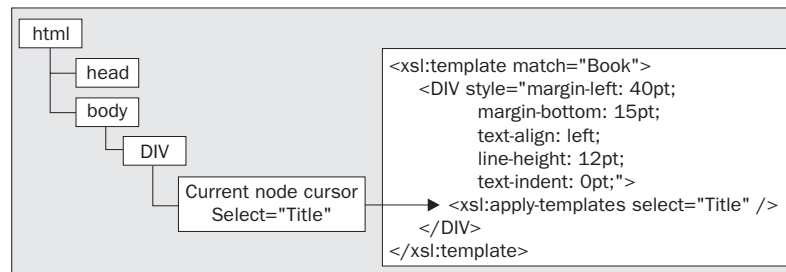 html
head
body
DIV
Current node cursor
Select="Title"
<xsl:template match="Book">
<DIV style="margin-left: 40pt;
margin-bottom: 15pt;
text-align: left;
line-height: 12pt;
text-indent: 0pt;">
<xsl:apply-templates select="Title" />
</DIV>
</xsl:template>